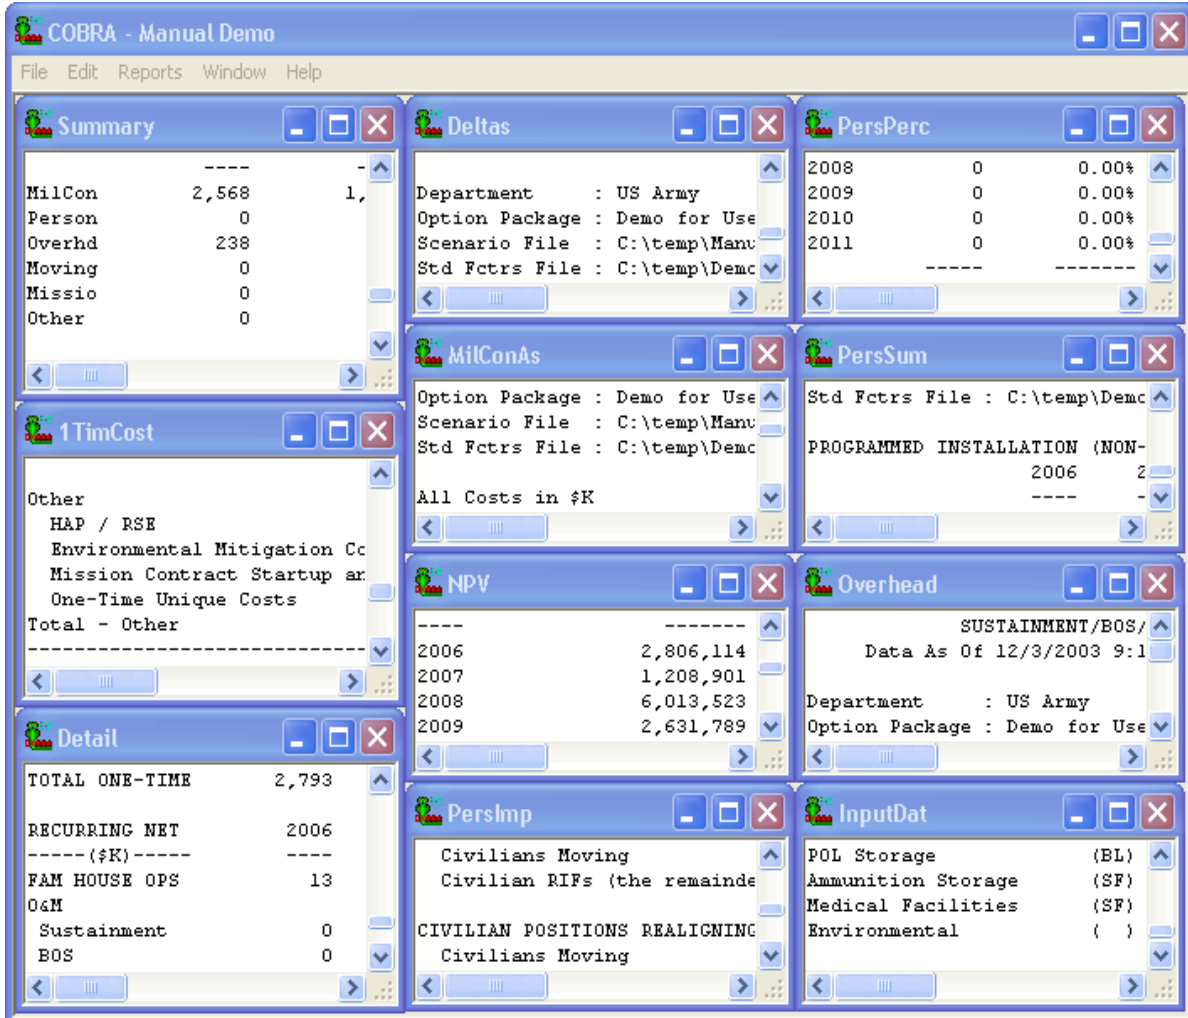 COBRA - Manual Demo
File Edit Reports Window Help
Summary
---- -
MilCon 2,568 1,
Person 0
Overhd 238
Moving 0
Missio 0
Other 0
1TimCost
Other
HAP / RSE
Environmental Mitigation Co
Mission Contract Startup an
One-Time Unique Costs
Total - Other
------------------------------
Detail
TOTAL ONE-TIME 2,793
RECURRING NET 2006
-----($K)----- ----
FAM HOUSE OPS 13
O&M
Sustainment 0
BOS 0
Deltas
Department : US Army
Option Package : Demo for Use
Scenario File : C:\temp\Manu
Std Fctrs File : C:\temp\Demo
MilConAs
Option Package : Demo for Use
Scenario File : C:\temp\Manu
Std Fctrs File : C:\temp\Demo
All Costs in $K
NPV
---- -------
2006 2,806,114
2007 1,208,901
2008 6,013,523
2009 2,631,789
PersImp
Civilians Moving
Civilian RIFs (the remainde
CIVILIAN POSITIONS REALIGNING
Civilians Moving
PersPerc
2008 0 0.00%
2009 0 0.00%
2010 0 0.00%
2011 0 0.00%
----- -------
PersSum
Std Fctrs File : C:\temp\Demo
PROGRAMMED INSTALLATION (NON-
2006 2
---- -
Overhead
SUSTAINMENT/BOS/
Data As Of 12/3/2003 9:1
Department : US Army
Option Package : Demo for Use
InputDat
POL Storage (BL)
Ammunition Storage (SF)
Medical Facilities (SF)
Environmental ( )